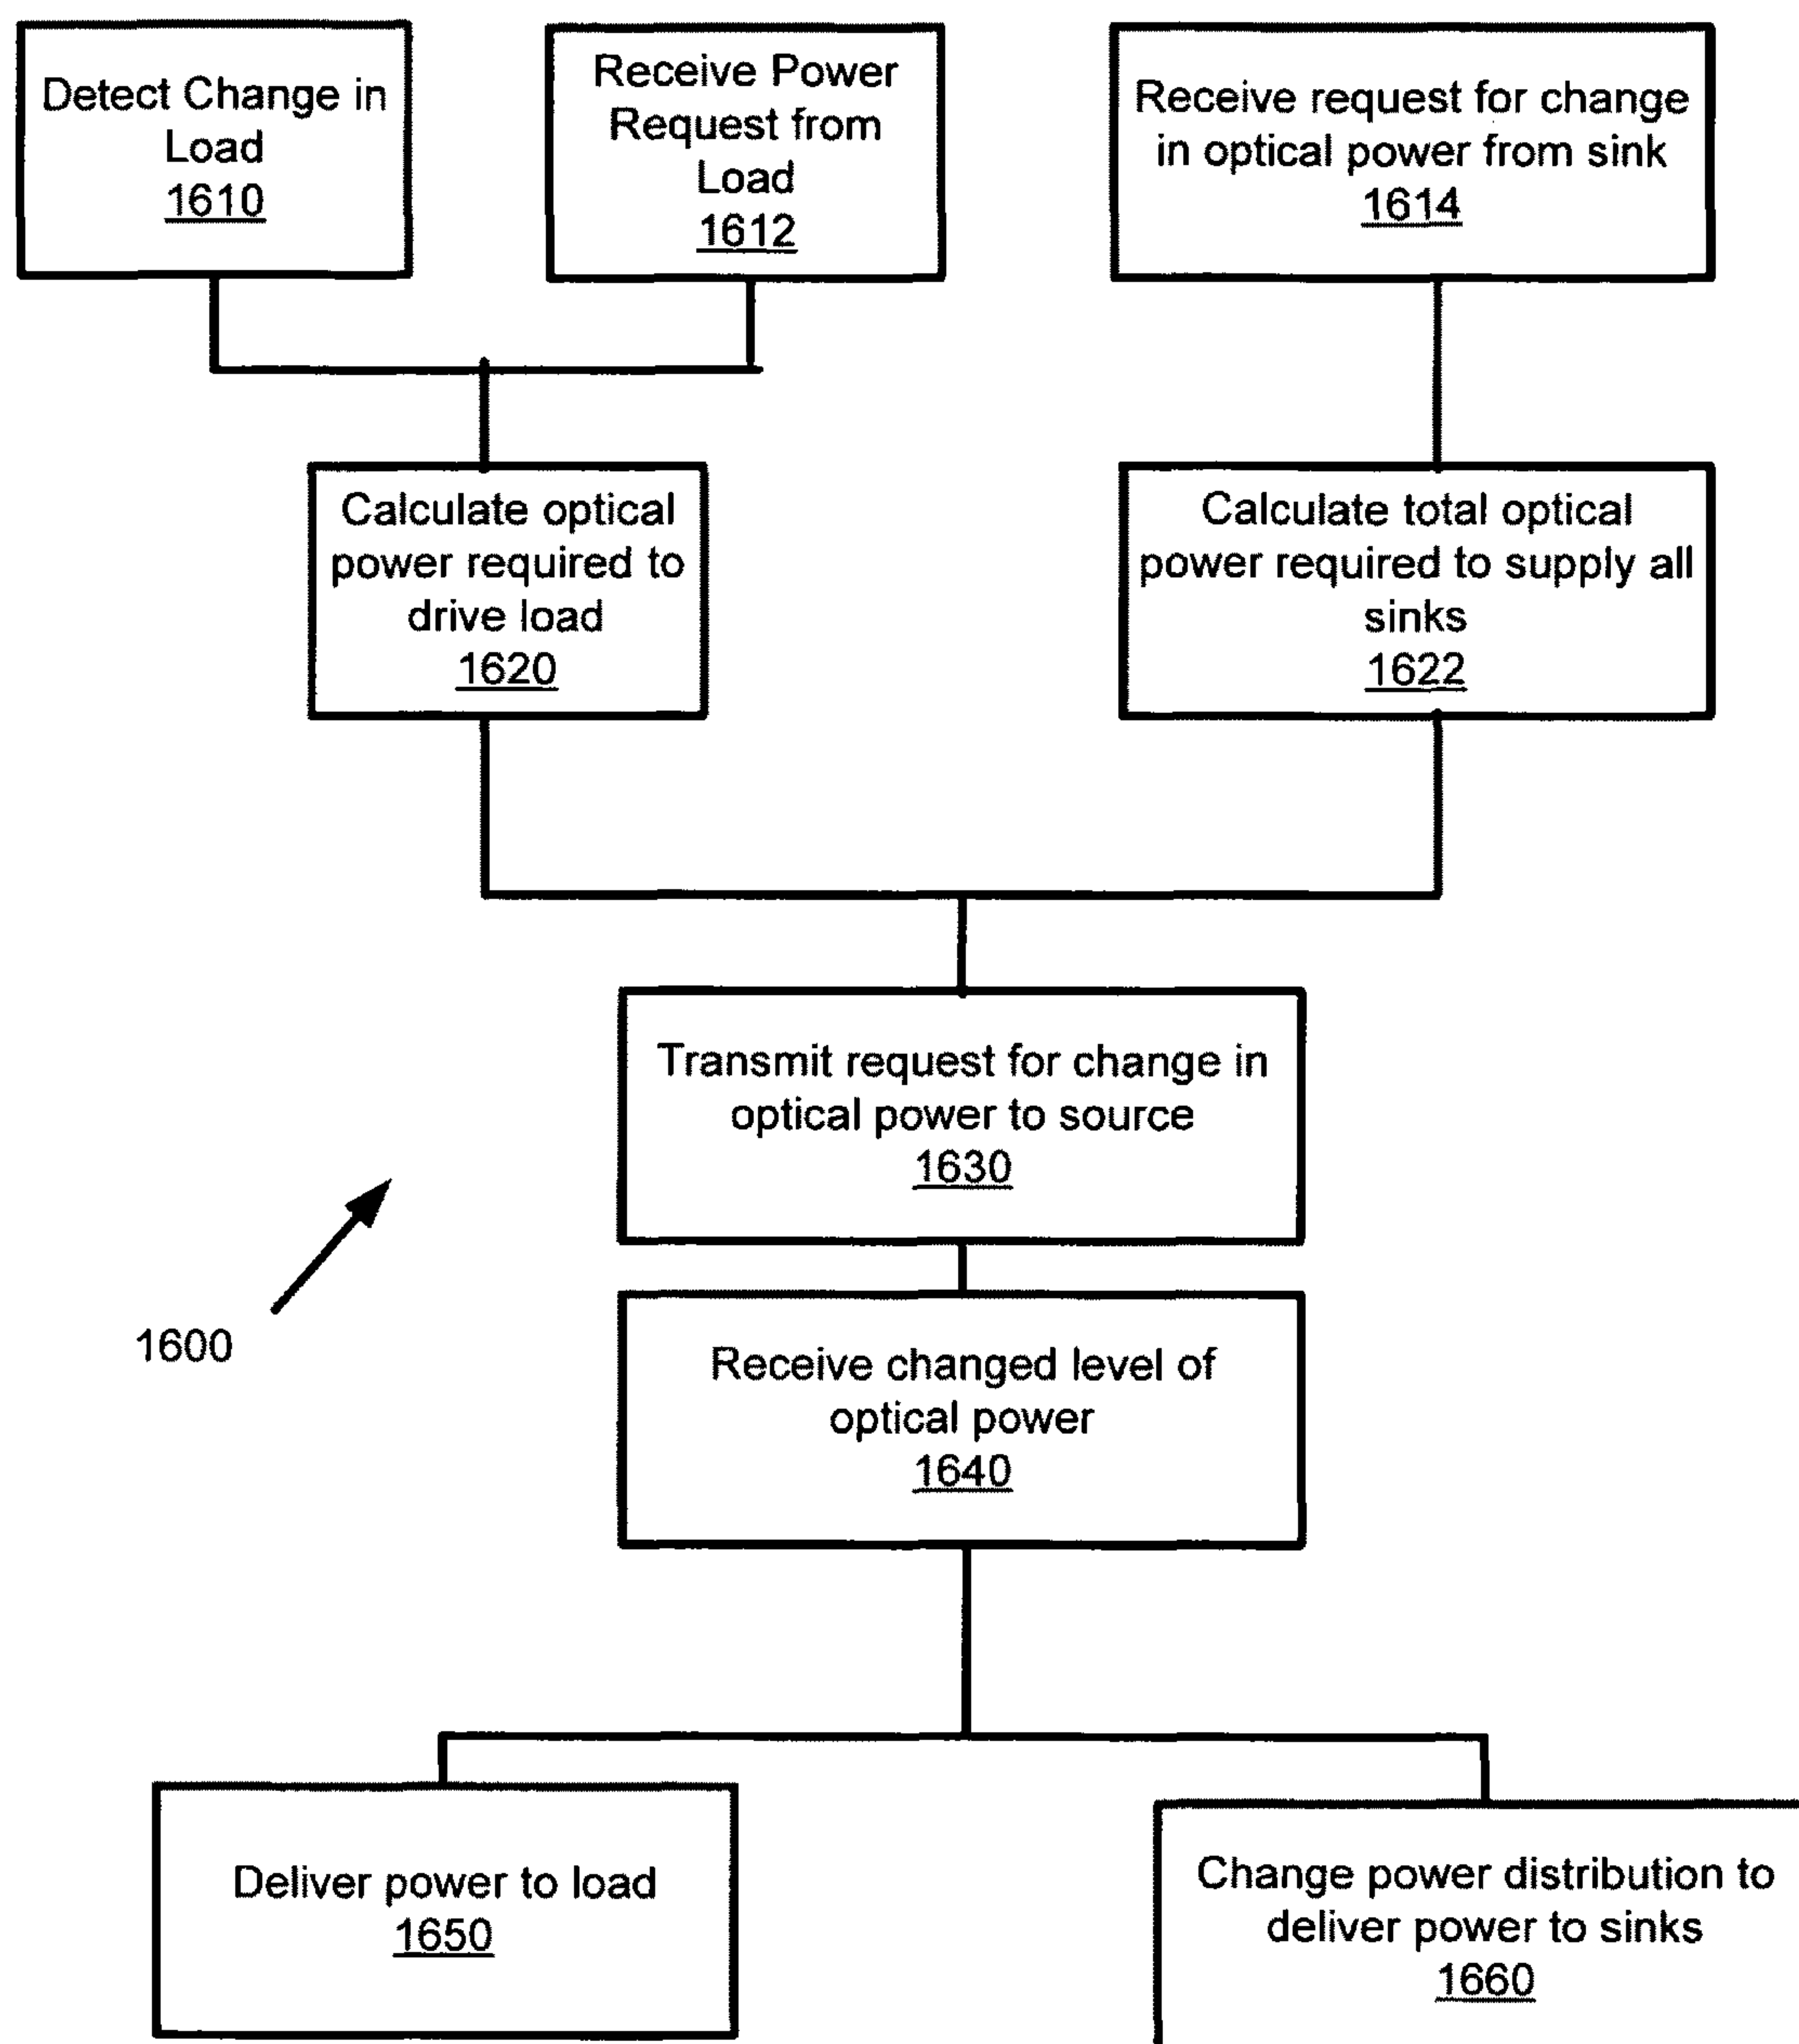 Detect Change in
Load
1610
Receive Power
Request from
Load
1612
Receive request for change
in optical power from sink
1614
Calculate optical
power required to
drive load
1620
Calculate total optical
power required to supply all
sinks
1622
Transmit request for change in
optical power to source
1630
1600
Receive changed level of
optical power
1640
Deliver power to load
1650
Change power distribution to
deliver power to sinks
1660